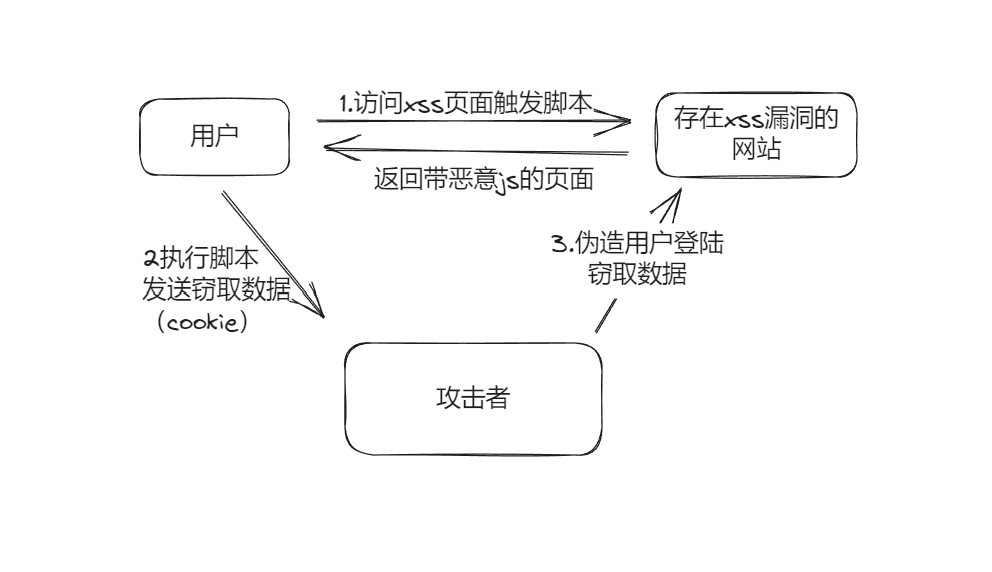 1.访问xss页面触发脚本
用户
存在xss漏洞的
网站
返回带恶意js的页面
2执行脚本
发送窃取数据
（cookie）
3.伪造用户登陆
窃取数据
攻击者